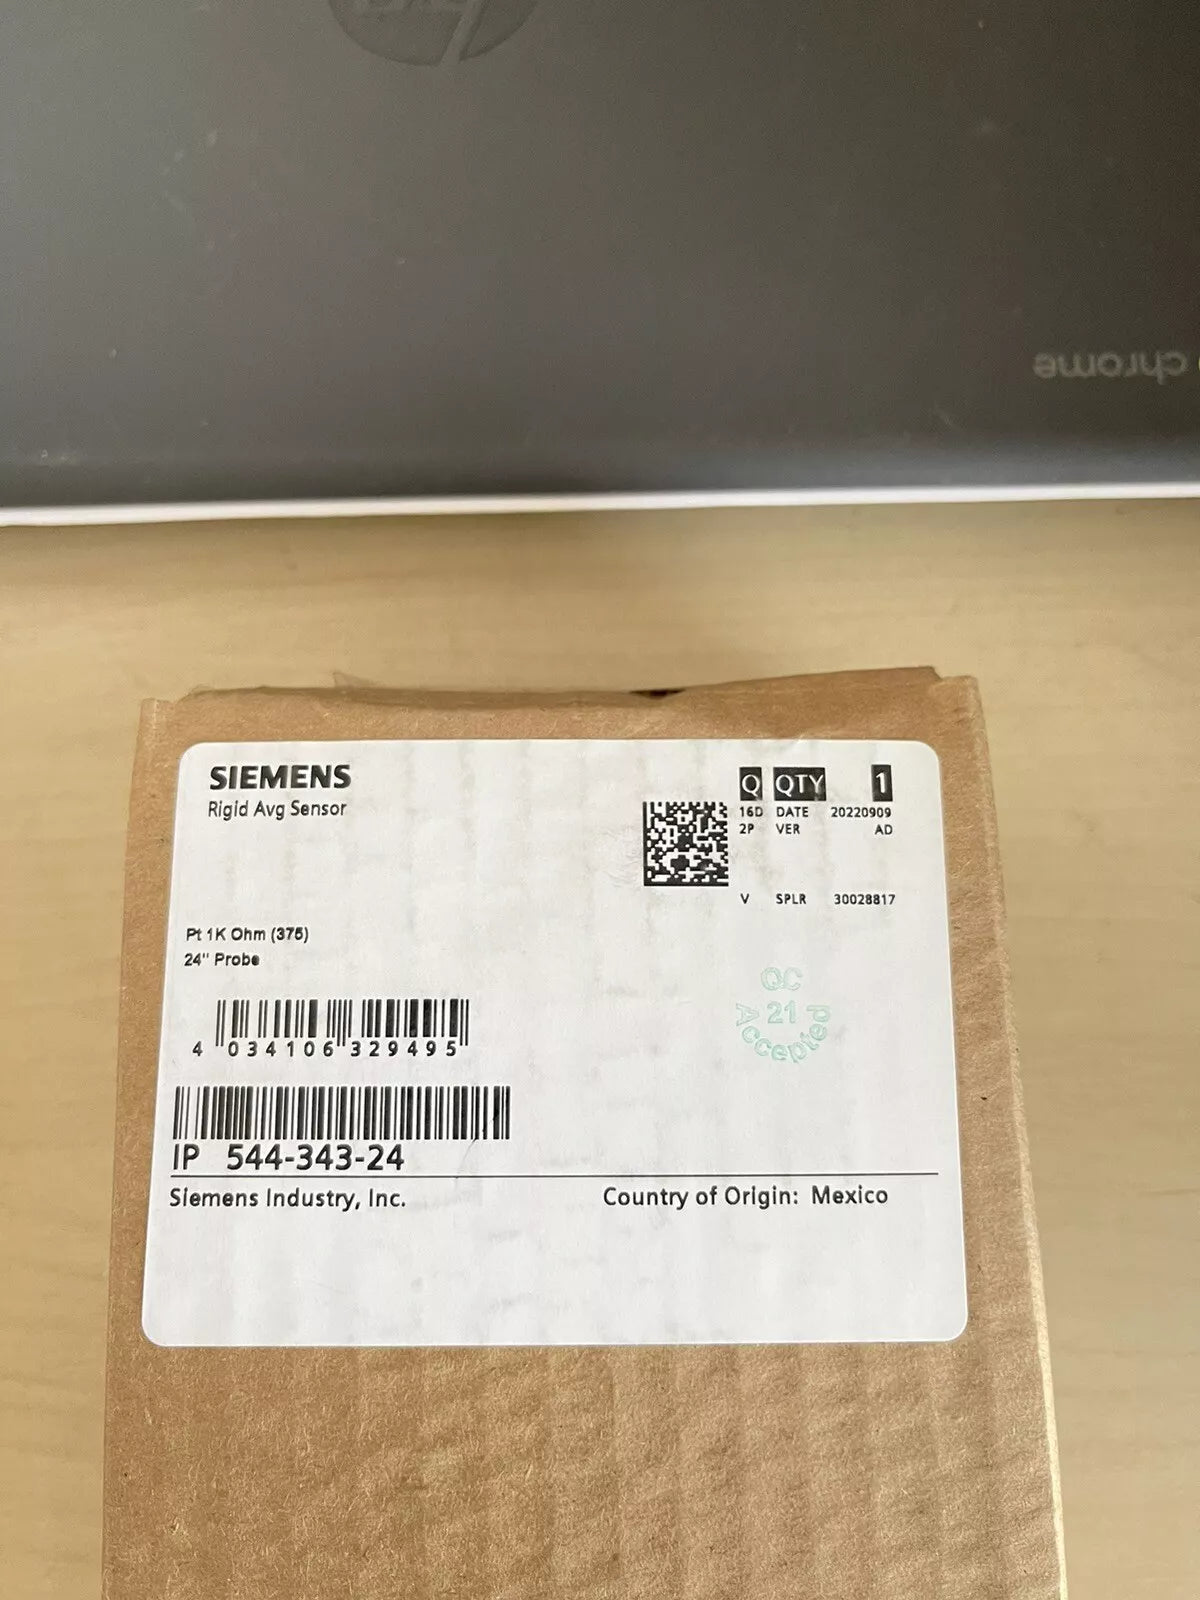 hp
chrome
SIEMENS
Rigid Avg Sensor
Q QTY 1
16D DATE 20220909
2P VER AD
V SPLR 30028817
Pt 1K Ohm (375)
24" Probe
QC
21
Accepted
4 034106 329495
IP 544-343-24
Siemens Industry, Inc.
Country of Origin: Mexico